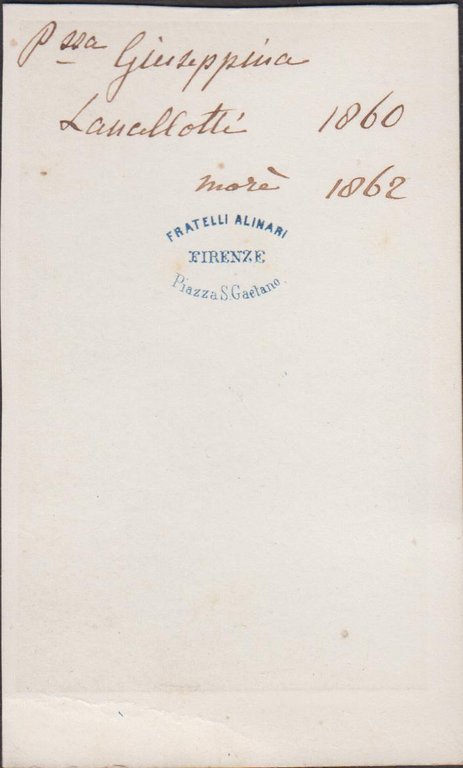 Pssa Giuseppina
Lancellotti 1860
morè 1862
FRATELLI ALINARI
FIRENZE
Piazza S. Gaetano.